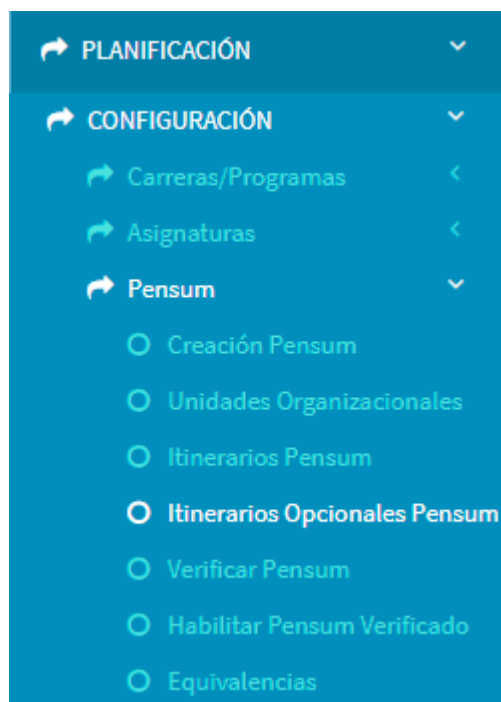 PLANIFICACIÓN
CONFIGURACIÓN
Carreras/Programas
Asignaturas
Pensum
Creación Pensum
Unidades Organizacionales
Itinerarios Pensum
Itinerarios Opcionales Pensum
Verificar Pensum
Habilitar Pensum Verificado
Equivalencias